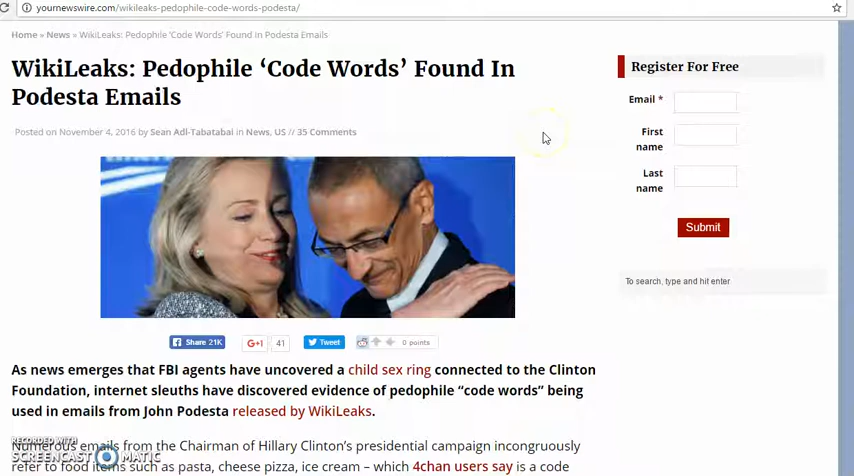 yournewswire.com/wikileaks-pedophile-code-words-podesta/
Home » News » WikiLeaks: Pedophile 'Code Words' Found In Podesta Emails
WikiLeaks: Pedophile ‘Code Words’ Found In
Podesta Emails
Posted on November 4, 2016 by Sean Adl-Tabatabai in News, US // 35 Comments
Share 21K
G+1
41
Tweet
0 points
As news emerges that FBI agents have uncovered a child sex ring connected to the Clinton
Foundation, internet sleuths have discovered evidence of pedophile “code words” being
used in emails from John Podesta released by WikiLeaks.
Numerous emails from the Chairman of Hillary Clinton’s presidential campaign incongruously
refer to food items such as pasta, cheese pizza, ice cream – which 4chan users say is a code
RECORDED WITH
SCREENCAST MATIC
Register For Free
Email *
First
name
Last
name
Submit
To search, type and hit enter